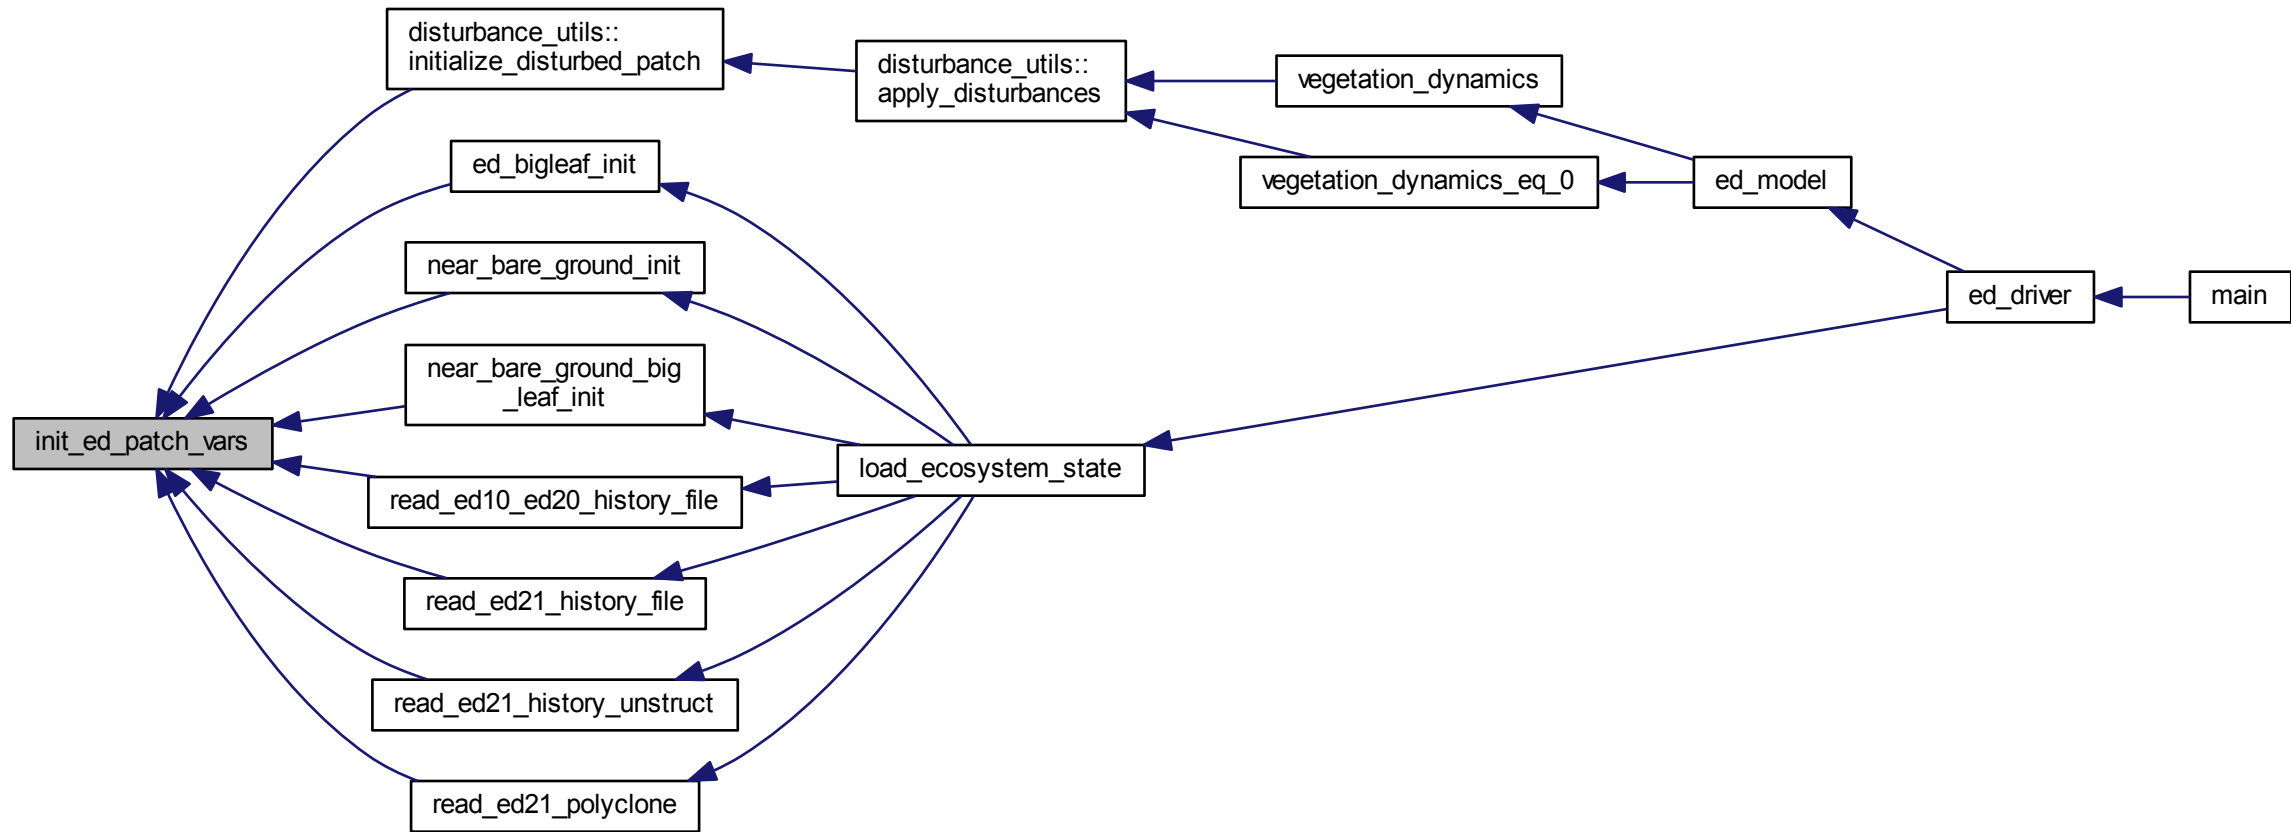 disturbance_utils::
initialize_disturbed_patch
disturbance_utils::
apply_disturbances
vegetation_dynamics
ed_bigleaf_init
vegetation_dynamics_eq_0
ed_model
near_bare_ground_init
ed_driver
main
near_bare_ground_big
_leaf_init
init_ed_patch_vars
load_ecosystem_state
read_ed10_ed20_history_file
read_ed21_history_file
read_ed21_history_unstruct
read_ed21_polyclone